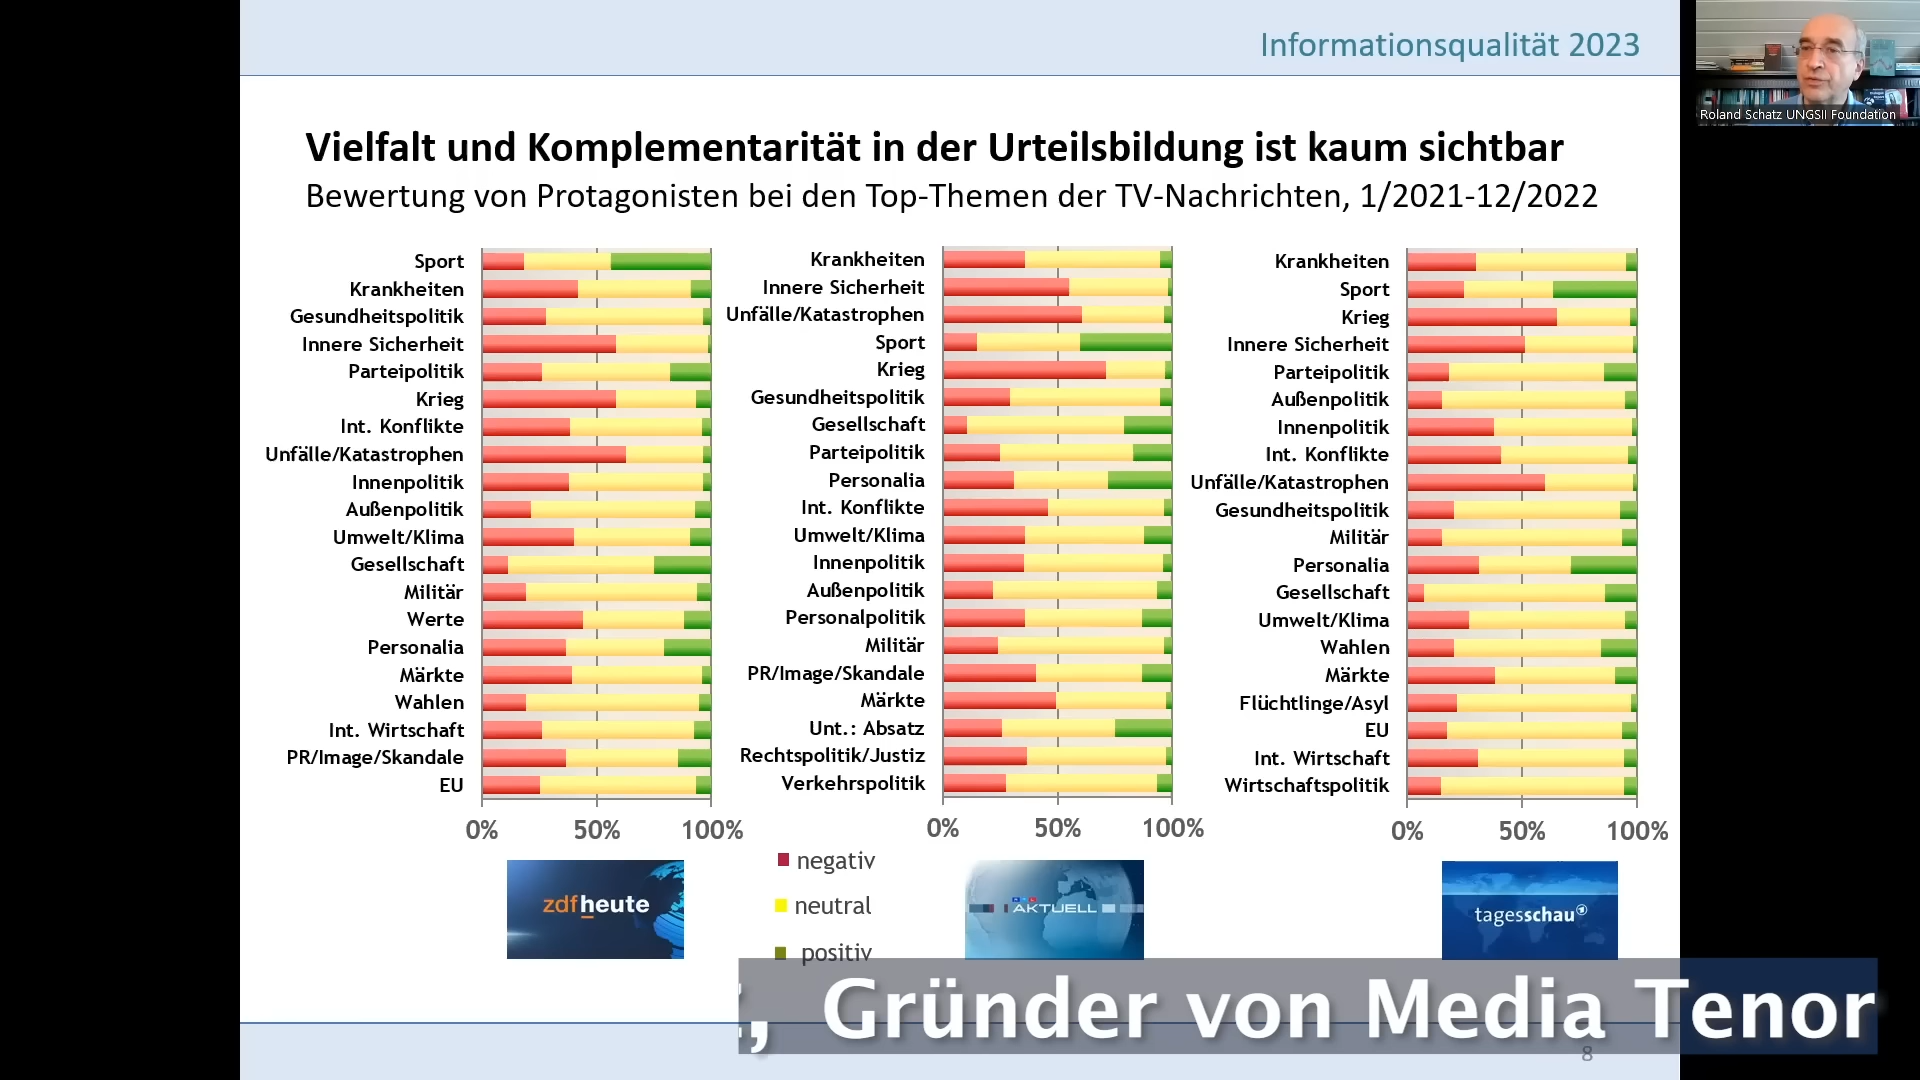 Informationsqualität 2023
Roland Schatz UNGSII Foundation
Vielfalt und Komplementarität in der Urteilsbildung ist kaum sichtbar
Bewertung von Protagonisten bei den Top-Themen der TV-Nachrichten, 1/2021-12/2022
Sport
Krankheiten
Gesundheitspolitik
Innere Sicherheit
Parteipolitik
Krieg
Int. Konflikte
Unfälle/Katastrophen
Innenpolitik
Außenpolitik
Umwelt/Klima
Gesellschaft
Militär
Werte
Personalia
Märkte
Wahlen
Int. Wirtschaft
PR/Image/Skandale
EU
0% 50% 100%
zdfheute
Krankheiten
Innere Sicherheit
Unfälle/Katastrophen
Sport
Krieg
Gesundheitspolitik
Gesellschaft
Parteipolitik
Personalia
Int. Konflikte
Umwelt/Klima
Innenpolitik
Außenpolitik
Personalpolitik
Militär
PR/Image/Skandale
Märkte
Unt.: Absatz
Rechtspolitik/Justiz
Verkehrspolitik
0% 50% 100%
negativ
neutral
positiv
AKTUELL
Krankheiten
Sport
Krieg
Innere Sicherheit
Parteipolitik
Außenpolitik
Innenpolitik
Int. Konflikte
Unfälle/Katastrophen
Gesundheitspolitik
Militär
Personalia
Gesellschaft
Umwelt/Klima
Wahlen
Märkte
Flüchtlinge/Asyl
EU
Int. Wirtschaft
Wirtschaftspolitik
0% 50% 100%
tagesschau
, Gründer von Media Tenor
8